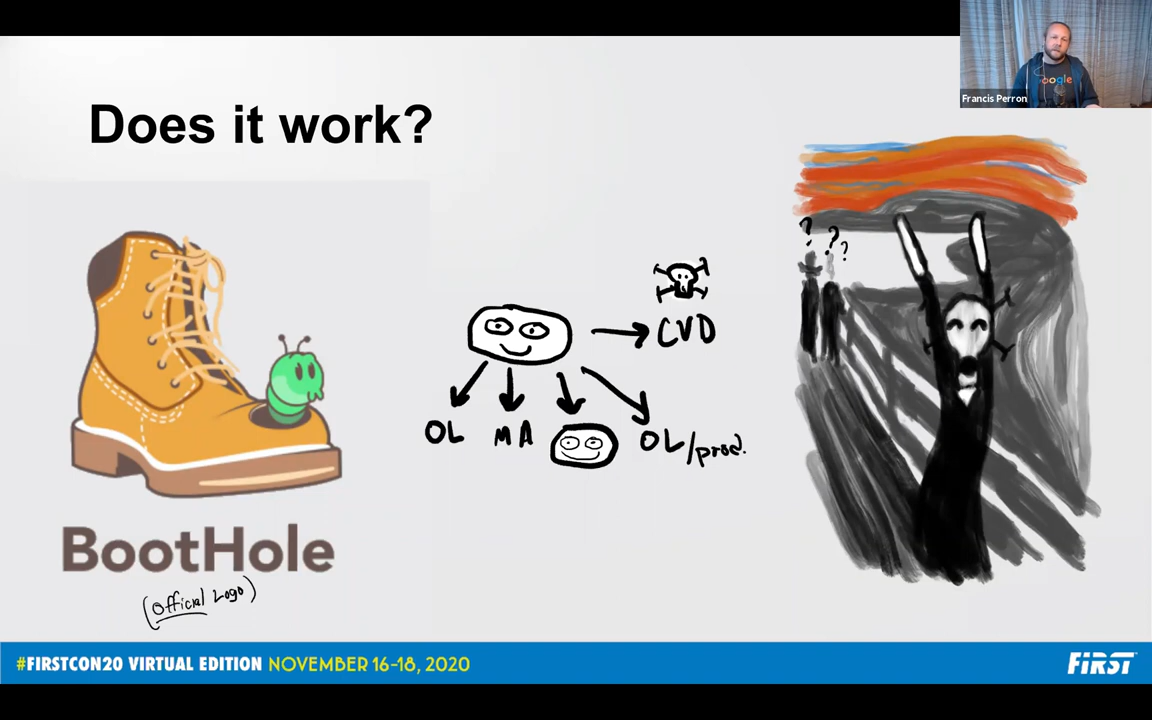 Does it work?
Google
Francis Perron
? ? ?
CVD
OL MA OL/prod.
BootHole
(Official Logo)
#FIRSTCON20 VIRTUAL EDITION NOVEMBER 16-18, 2020
FIRST